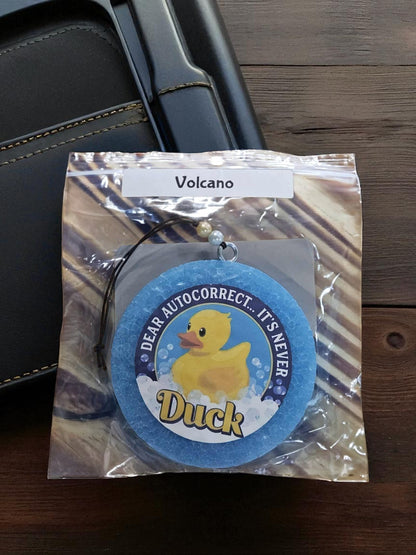 Volcano
DEAR AUTOCORRECT... IT'S NEVER
Duck